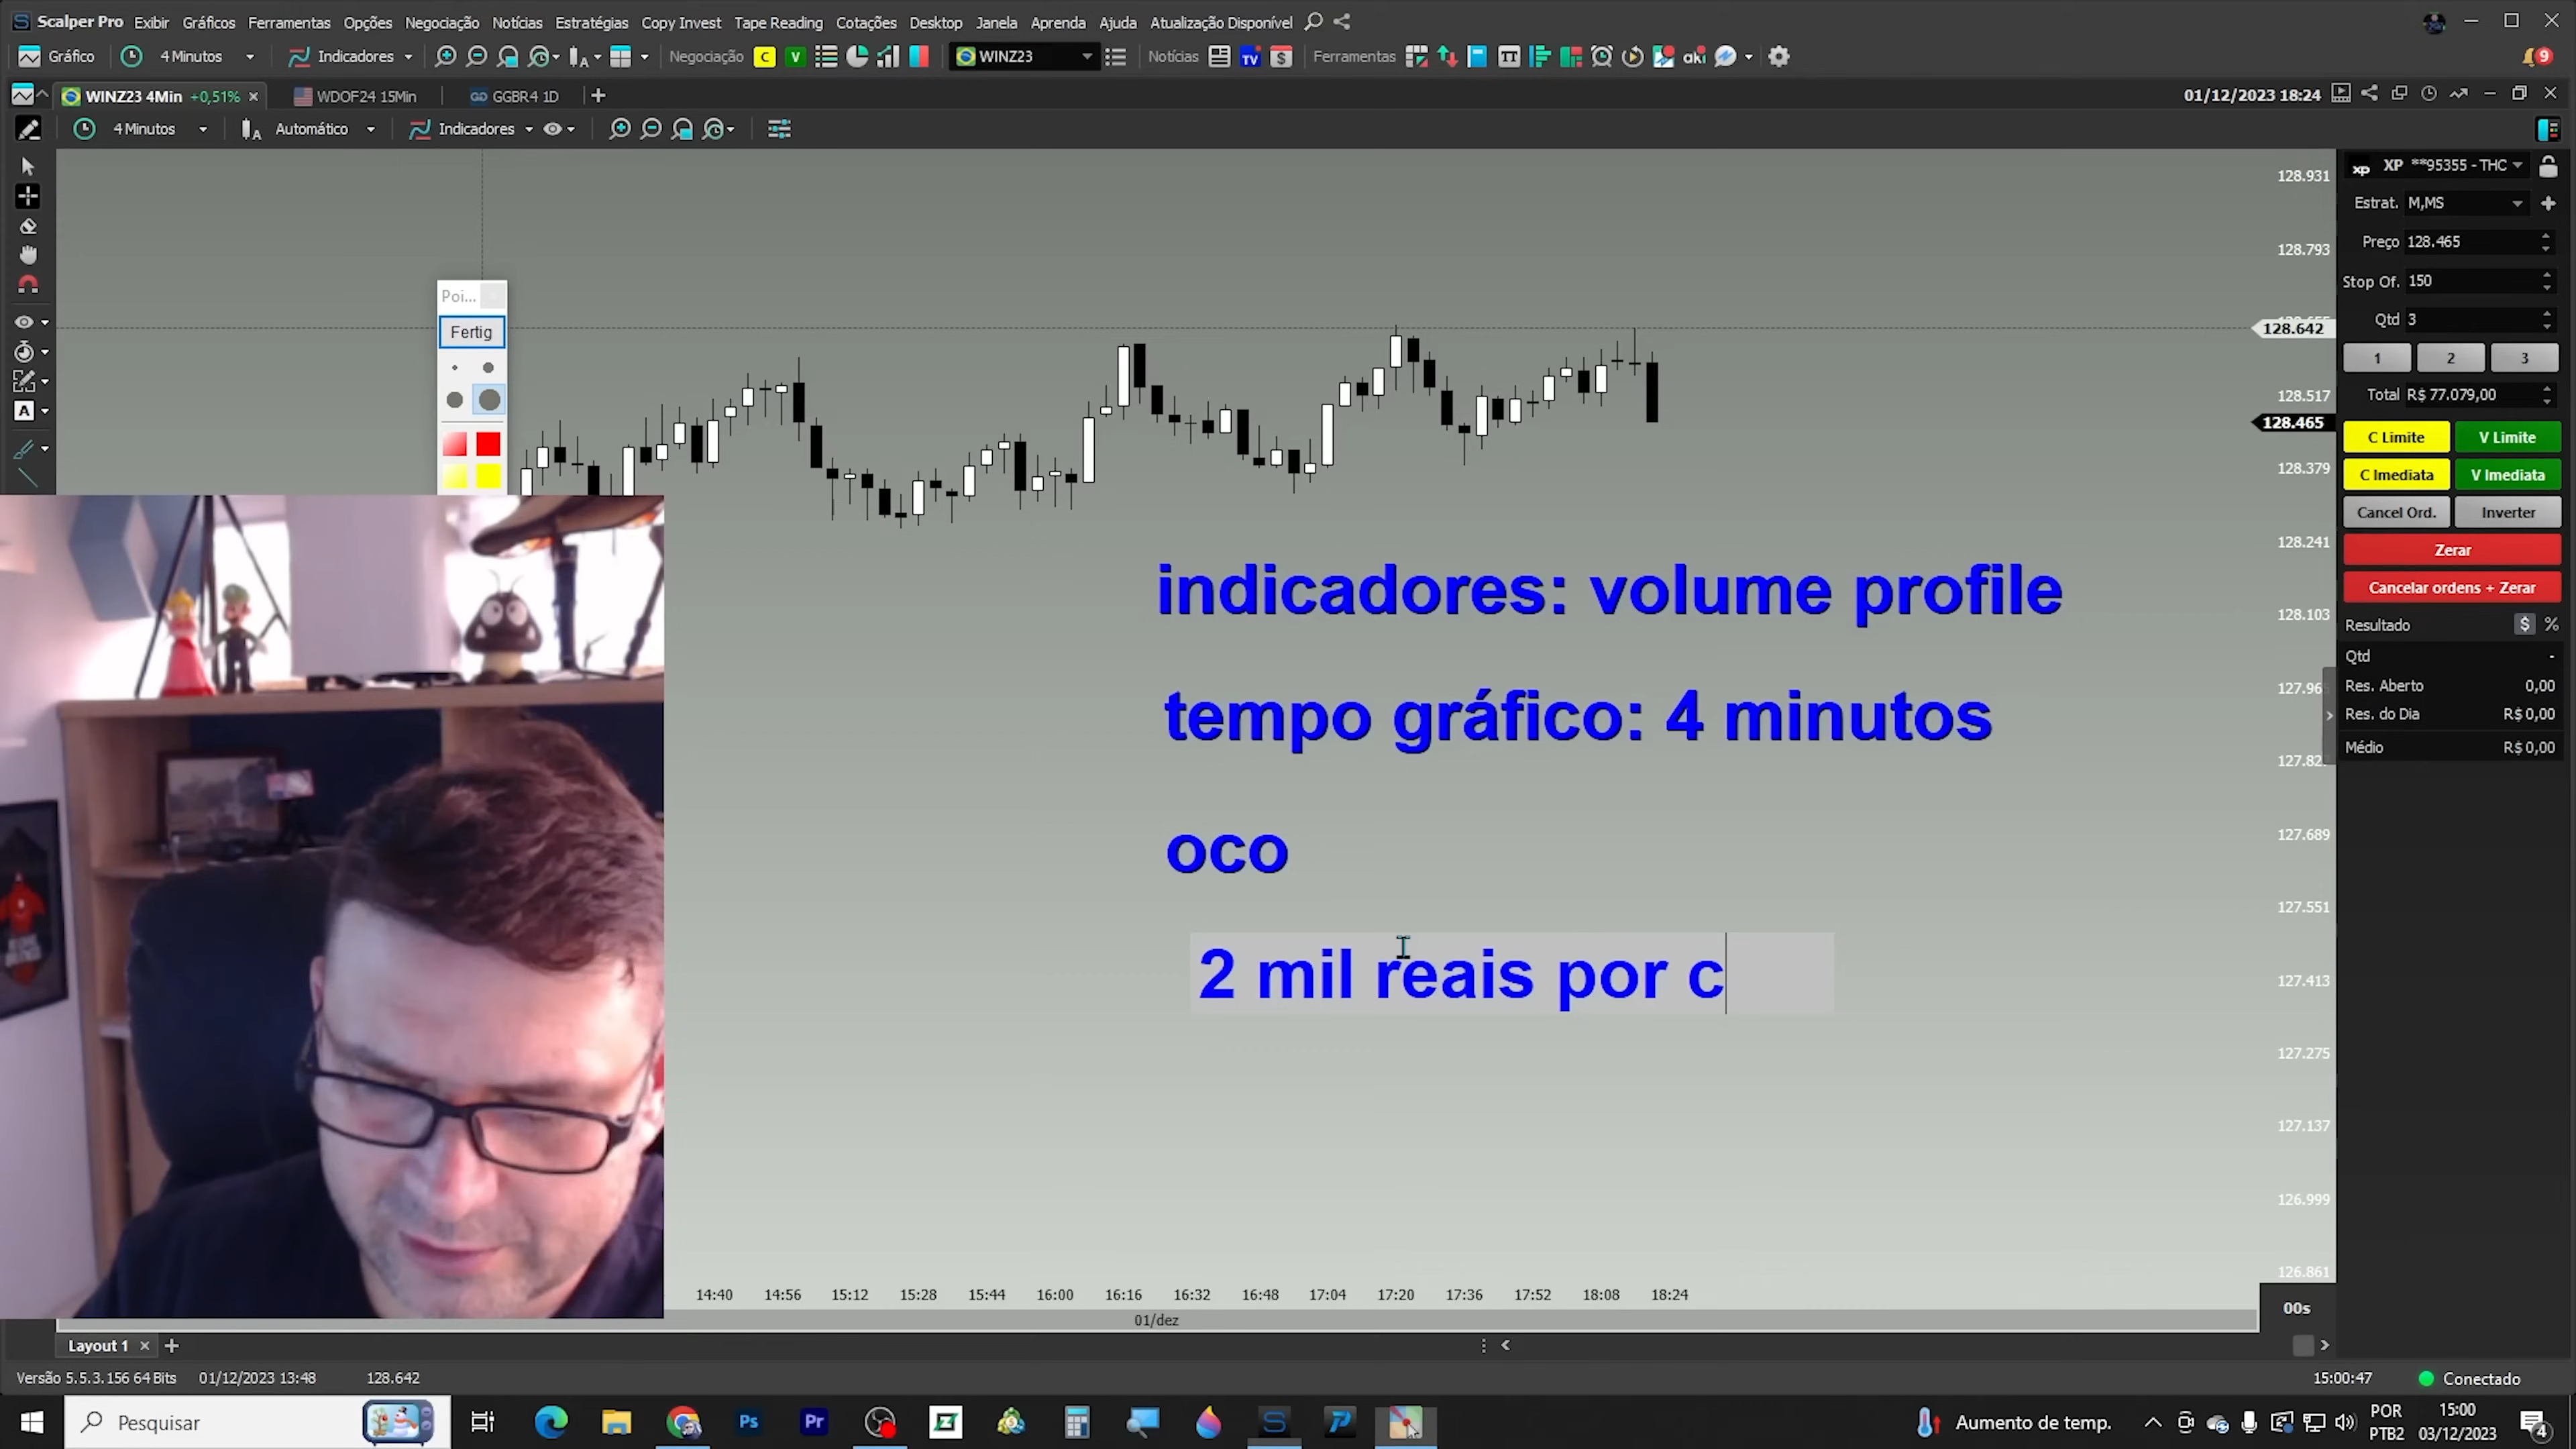 Scalper Pro Exibir Gráficos Ferramentas Opções Negociação Notícias Estratégias Copy Invest Tape Reading Cotações Desktop Janela Aprenda Ajuda Atualização Disponível
Gráfico 4 Minutos Indicadores Negociação C V WINZ23 Notícias TV $ Ferramentas TT aki 9
WINZ23 4Min +0,51% WDOF24 15Min GGBR4 1D 01/12/2023 18:24
4 Minutos A Automático Indicadores
128.931
128.793
128.642
128.517
128.465
128.379
128.241
128.103
127.689
127.551
127.413
127.275
127.137
126.999
126.861
Poi...
Fertig
A
indicadores: volume profile
tempo gráfico: 4 minutos
oco
2 mil reais por c
xp XP **95355 - THC
Estrat. M,MS
Preço 128.465
Stop Of. 150
Qtd 3
1 2 3
Total R$ 77.079,00
C Limite V Limite
C Imediata V Imediata
Cancel Ord. Inverter
Zerar
Cancelar ordens + Zerar
Resultado $ %
Qtd -
Res. Aberto 0,00
Res. do Dia R$ 0,00
Médio R$ 0,00
14:40 14:56 15:12 15:28 15:44 16:00 16:16 16:32 16:48 17:04 17:20 17:36 17:52 18:08 18:24 00s
01/dez
Layout 1
Versão 5.5.3.156 64 Bits 01/12/2023 13:48 128.642 15:00:47 Conectado
Pesquisar Ps Pr Aumento de temp. POR 15:00
PTB2 03/12/2023 4